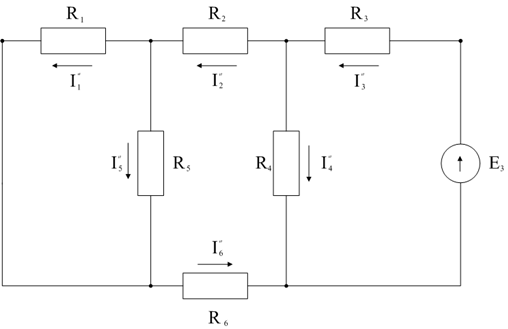 R₁ R₂ R₃
I₁″ I₂″ I₃″
I₅″ R₅ R₄ I₄″ E₃
I₆″
R₆